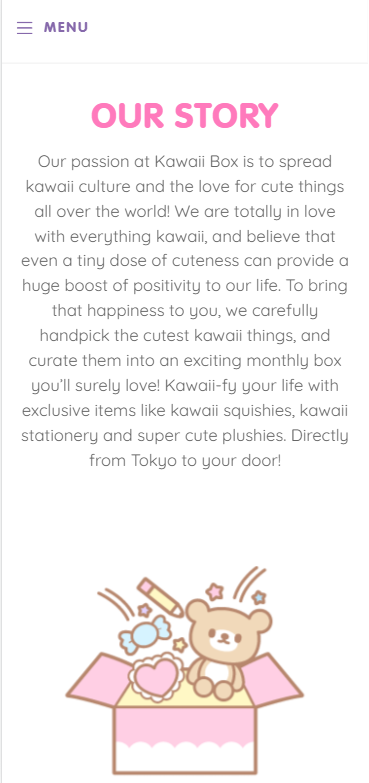 MENU
OUR STORY
Our passion at Kawaii Box is to spread
kawaii culture and the love for cute things
all over the world! We are totally in love
with everything kawaii, and believe that
even a tiny dose of cuteness can provide a
huge boost of positivity to our life. To bring
that happiness to you, we carefully
handpick the cutest kawaii things, and
curate them into an exciting monthly box
you'll surely love! Kawaii-fy your life with
exclusive items like kawaii squishies, kawaii
stationery and super cute plushies. Directly
from Tokyo to your door!